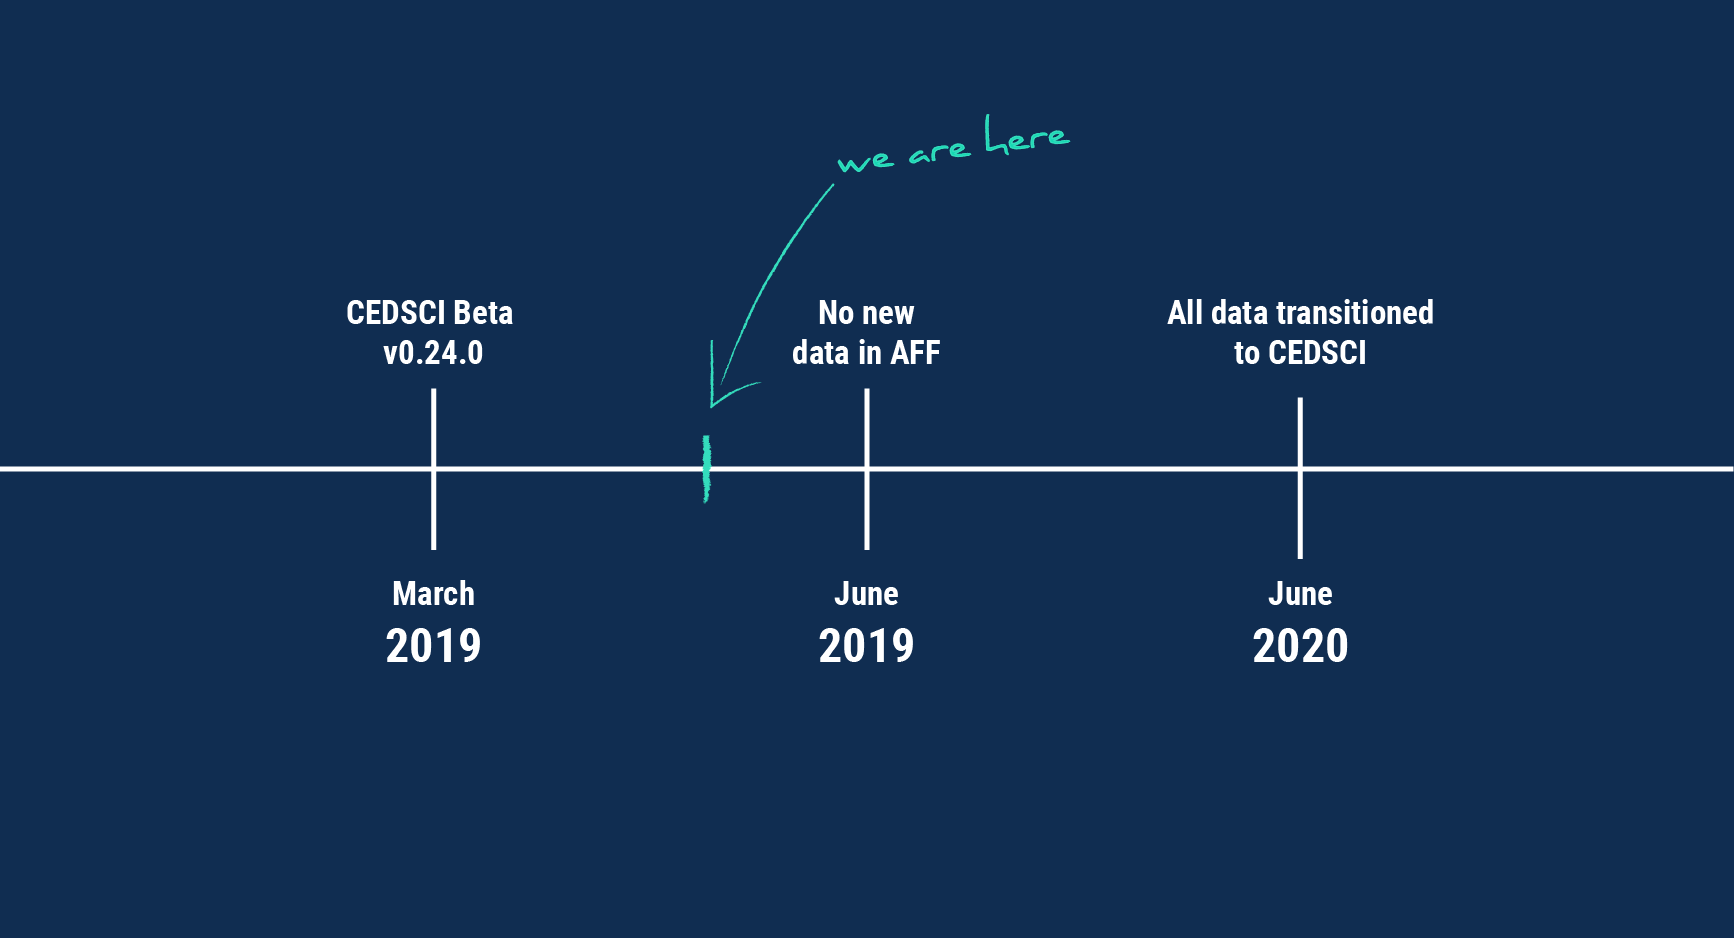 we are here
CEDSCI Beta
v0.24.0
No new
data in AFF
All data transitioned
to CEDSCI
March
2019
June
2019
June
2020